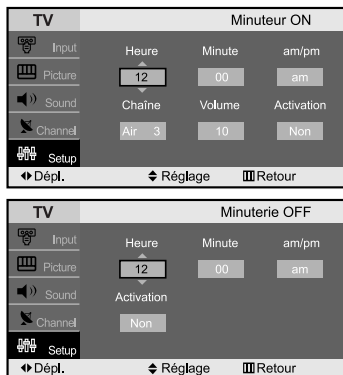 TV Minuteur ON
Input Heure Minute am/pm
Picture 12 00 am
Sound Chaîne Volume Activation
Channel Air 3 10 Non
Setup
Dépl. Réglage Retour
TV Minuterie OFF
Input Heure Minute am/pm
Picture 12 00 am
Sound Activation
Channel Non
Setup
Dépl. Réglage Retour